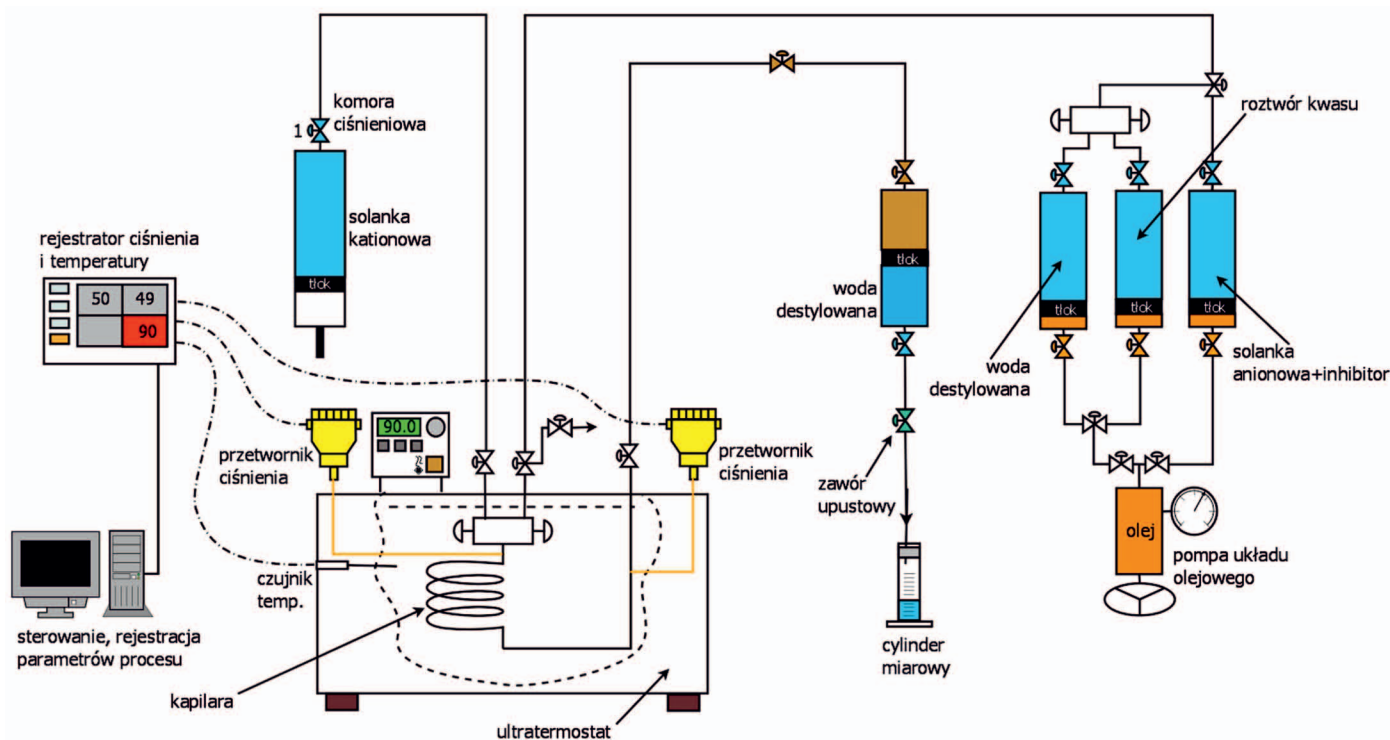 komora
ciśnieniowa
1
solanka
kationowa
tłok
rejestrator ciśnienia
i temperatury
50
49
90
przetwornik
ciśnienia
90.0
przetwornik
ciśnienia
czujnik
temp.
sterowanie, rejestracja
parametrów procesu
kapilara
ultratermostat
tłok
woda
destylowana
zawór
upustowy
cylinder
miarowy
roztwór kwasu
tłok
tłok
tłok
woda
destylowana
solanka
anionowa+inhibitor
olej
pompa układu
olejowego